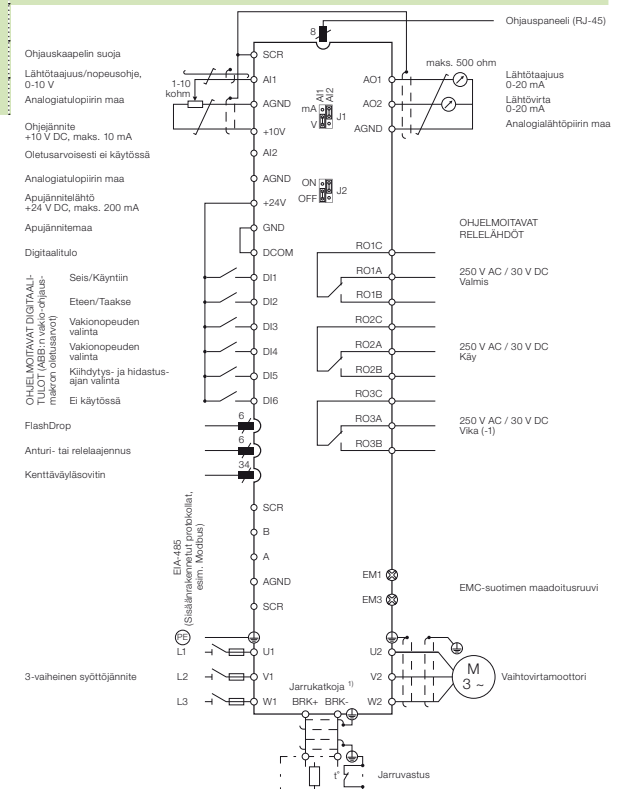 8
Ohjauspaneeli (RJ-45)
Ohjauskaapelin suoja
SCR
Lähtötaajuus/nopeusohje,
0-10 V
1-10
kohm
AI1
Analogiatulopiirin maa
AGND
Ohjejännite
+10 V DC, maks. 10 mA
+10V
Oletusarvoisesti ei käytössä
AI2
Analogiatulopiirin maa
AGND
Apujännitelähtö
+24 V DC, maks. 200 mA
+24V
Apujännitemaa
GND
Digitaalitulo
DCOM
AI1
AI2
mA
V
J1
ON
OFF
J2
maks. 500 ohm
AO1
Lähtötaajuus
0-20 mA
AO2
Lähtövirta
0-20 mA
AGND
Analogialähtöpiirin maa
OHJELMOITAVAT DIGITAALI-
TULOT (ABB:n vakio-ohjaus-
makron oletusarvot)
Seis/Käyntiin
DI1
Eteen/Taakse
DI2
Vakionopeuden
valinta
DI3
Vakionopeuden
valinta
DI4
Kiihdytys- ja hidastus-
ajan valinta
DI5
Ei käytössä
DI6
OHJELMOITAVAT
RELELÄHDÖT
RO1C
RO1A
RO1B
250 V AC / 30 V DC
Valmis
RO2C
RO2A
RO2B
250 V AC / 30 V DC
Käy
RO3C
RO3A
RO3B
250 V AC / 30 V DC
Vika (-1)
FlashDrop
6
Anturi- tai relelaajennus
6
Kenttäväyläsovitin
34
EIA-485
(Sisäänrakennetut protokollat,
esim. Modbus)
SCR
B
A
AGND
SCR
EM1
EM3
EMC-suotimen maadoitusruuvi
PE
L1
U1
3-vaiheinen syöttöjännite
L2
V1
L3
W1
U2
V2
W2
M
3 ~
Vaihtovirtamoottori
Jarrukatkoja 1)
BRK+ BRK-
t°
Jarruvastus